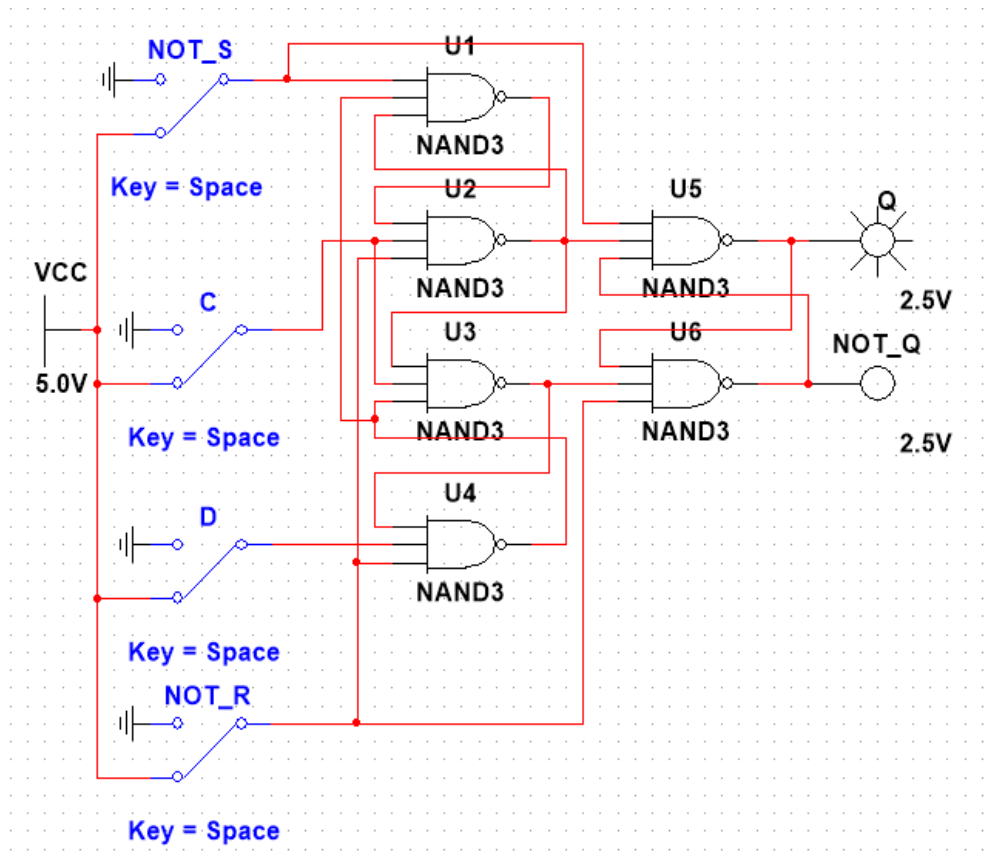 NOT_S
U1
NAND3
Key = Space
U2
U5
Q
VCC
C
NAND3
NAND3
2.5V
U3
U6
NOT_Q
5.0V
Key = Space
NAND3
NAND3
2.5V
U4
D
NAND3
Key = Space
NOT_R
Key = Space